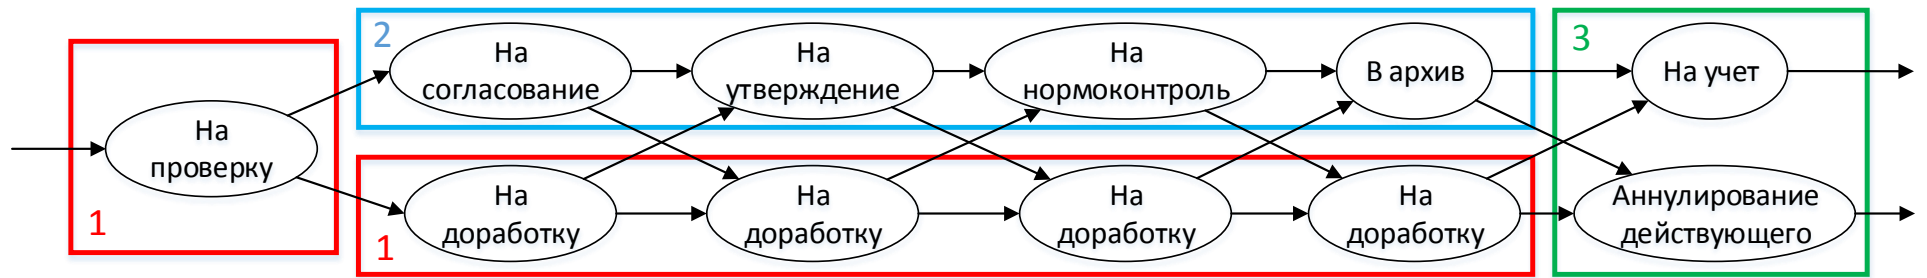 1
На
проверку
2
На
согласование
На
утверждение
На
нормоконтроль
В архив
1
На
доработку
На
доработку
На
доработку
На
доработку
3
На учет
Аннулирование
действующего